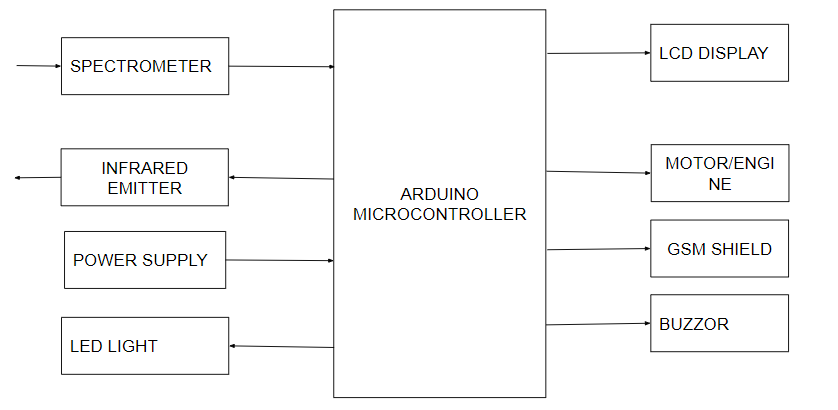 SPECTROMETER
INFRARED
EMITTER
POWER SUPPLY
LED LIGHT
ARDUINO
MICROCONTROLLER
LCD DISPLAY
MOTOR/ENGI
NE
GSM SHIELD
BUZZOR